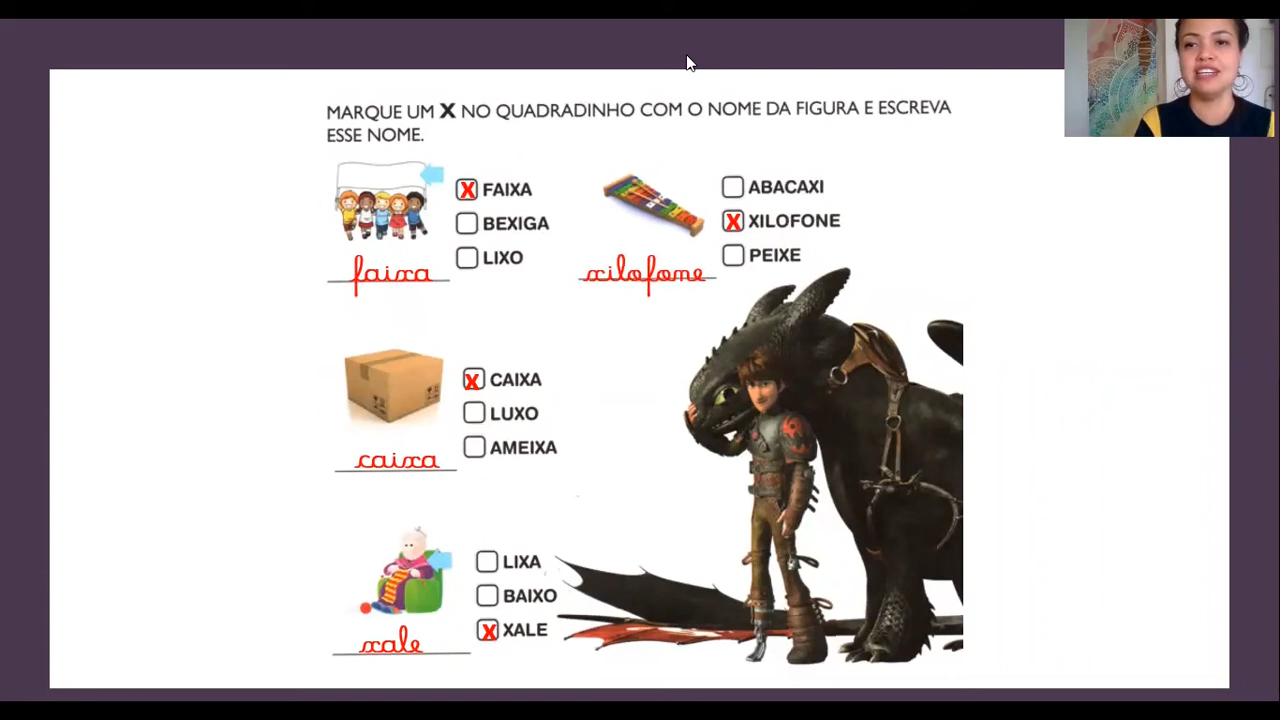 MARQUE UM X NO QUADRADINHO COM O NOME DA FIGURA E ESCREVA
ESSE NOME.
X FAIXA
BEXIGA
LIXO
faixa
ABACAXI
X XILOFONE
PEIXE
xilofone
X CAIXA
LUXO
AMEIXA
caixa
LIXA
BAIXO
X XALE
xale